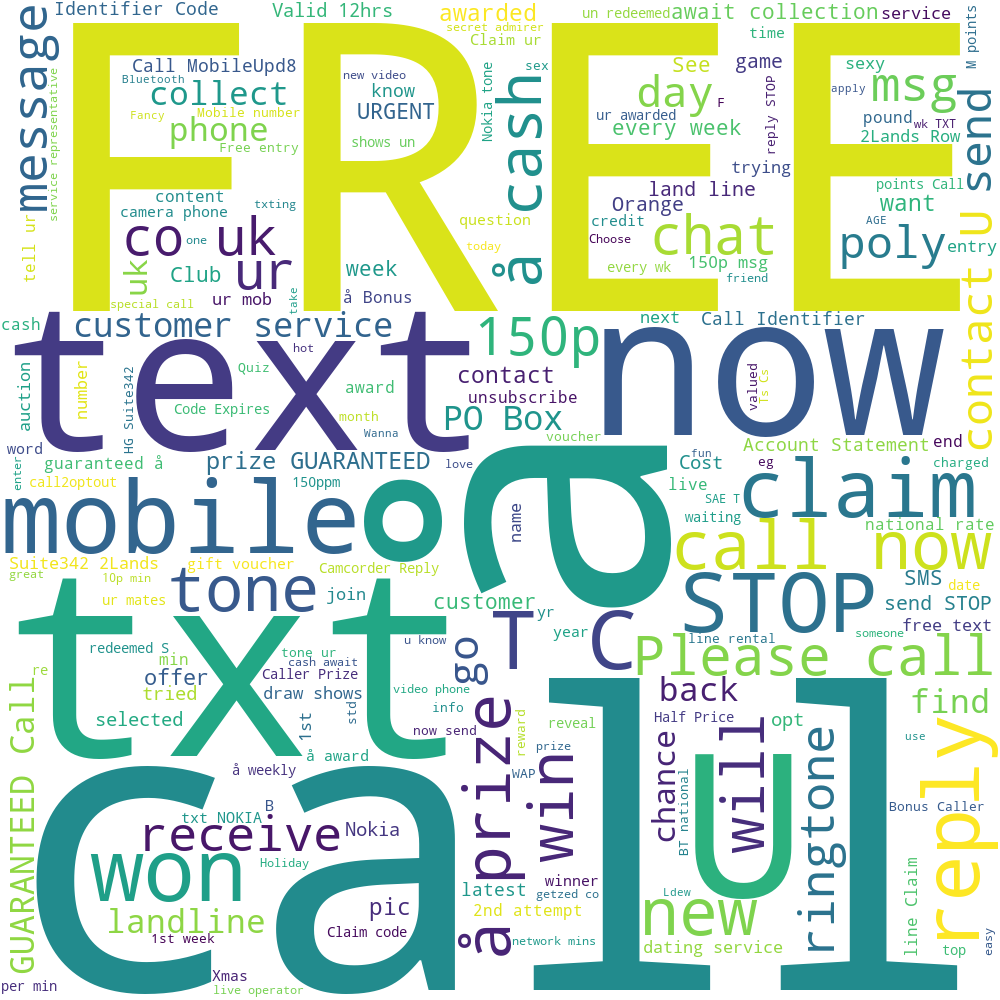 FREE
Identifier Code
Valid 12hrs
awarded
secret admirer
Claim ur
un redeemed
await collection
service
time
M points
message
service representative
Call MobileUpd8
Bluetooth
collect
Fancy
Mobile number
phone
Free entry
new video
know
URGENT
shows un
Nokia tone
sex
å cash
See
day
F
game
ur awarded
every week
reply STOP
trying
sexy
apply
msg
pound
wk TXT
2Lands Row
send
content
camera phone
txting
co uk
one
ur
uk
Club
ur mob
special call
take
week
å Bonus
tell ur
question
today
land line
Orange
credit
Choose
chat
every wk
150p msg
friend
points Call
want
AGE
poly
entry
contact u
cash
customer service
text
hot
150p
next
Call Identifier
now
auction
number
HG Suite342
Quiz
award
Code Expires
month
Wanna
contact
unsubscribe
PO Box
valued
Ts Cs
voucher
word
enter
guaranteed å
call2optout
prize GUARANTEED
love
150ppm
Account Statement
end
fun
Cost
eg
live
charged
SAE T
waiting
claim
national rate
mobile
å
name
call now
Suite342 2Lands
gift voucher
Camcorder Reply
great
10p min
ur mates
tone
join
customer
yr
year
STOP
SMS
date
send STOP
free text
line rental
someone
txt
u know
go
T C
Please call
redeemed S
re
min
tried
offer
tone ur
cash await
Caller Prize
draw shows
video phone
info
selected
1st
std
now send
å award
GUARANTEED Call
å weekly
å prize
reward
prize
WAP
win
reveal
back
Half Price
opt
find
use
call
chance
BT national
will
u
ringtone
Bonus Caller
reply
B
txt NOKIA
receive
Nokia
won
Holiday
latest
winner
getzed co
2nd attempt
Ldew
new
landline
pic
1st week
Claim code
network mins
dating service
line Claim
top
easy
per min
Xmas
live operator